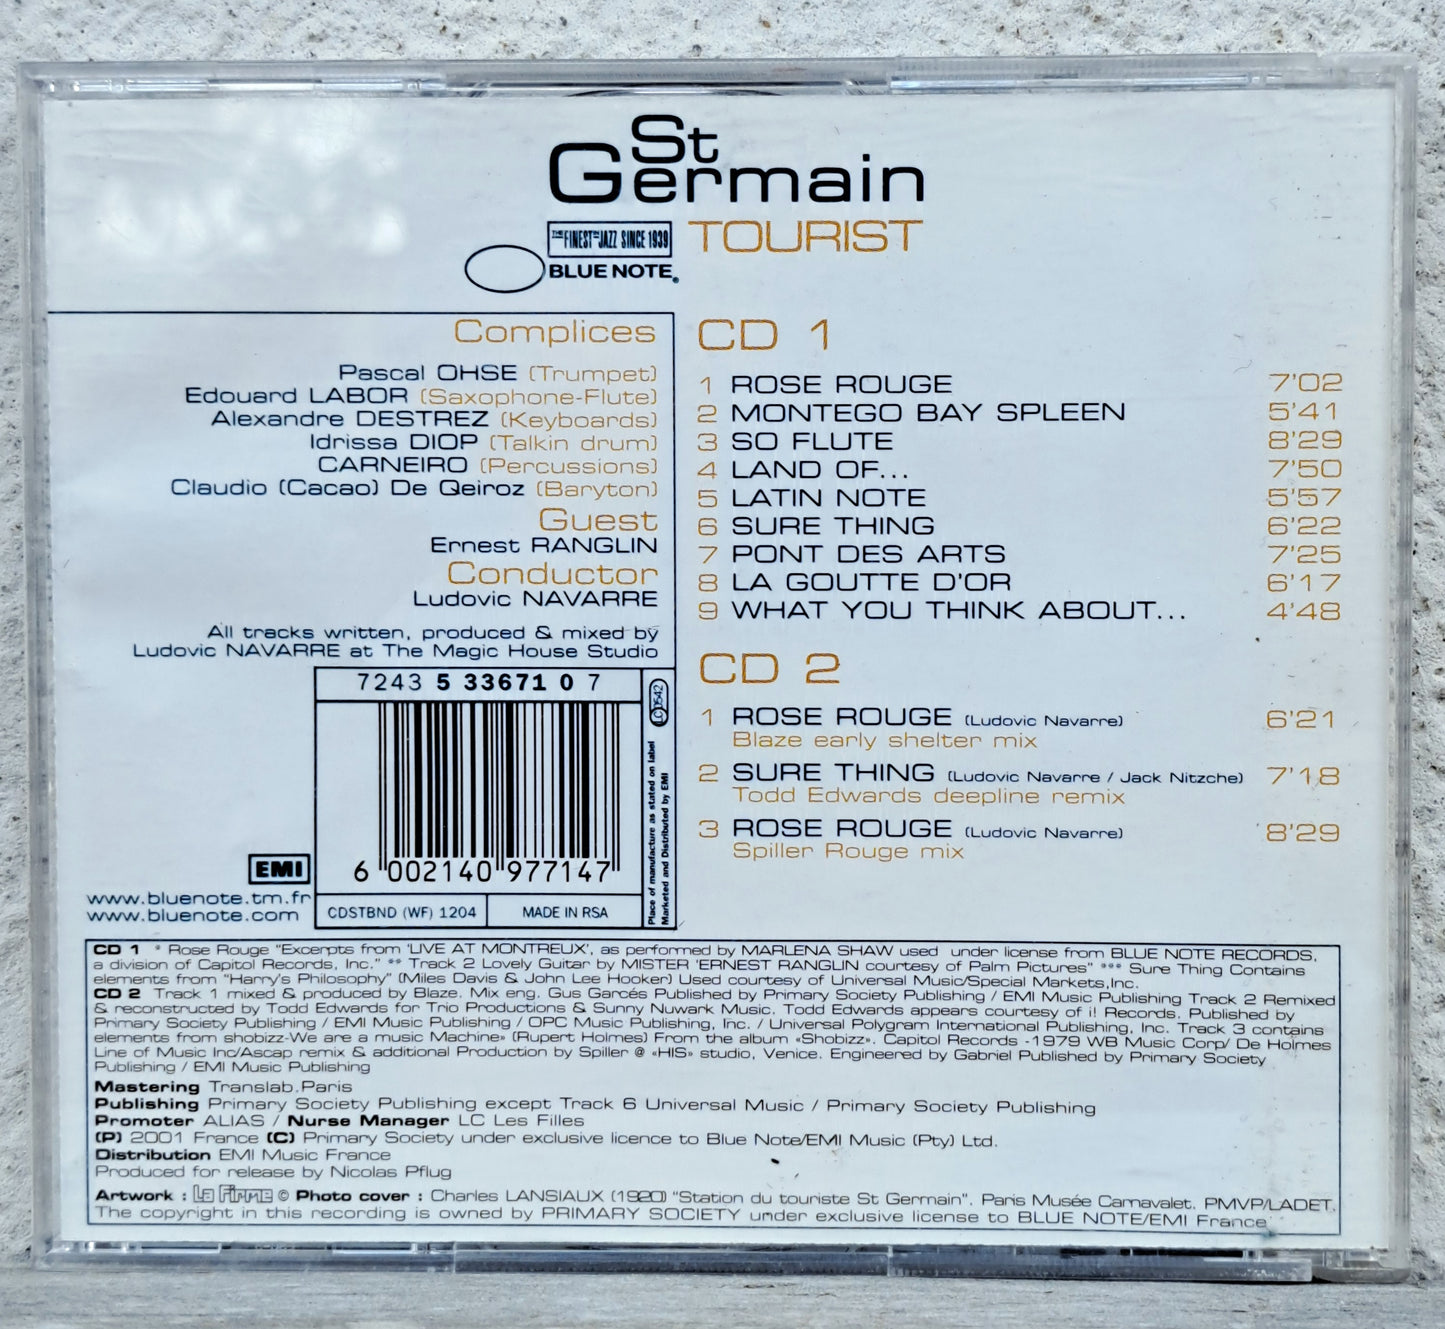 St
Germain
TOURIST
THE FINEST IN JAZZ SINCE 1939
BLUE NOTE
Complices
Pascal OHSE (Trumpet)
Edouard LABOR (Saxophone-Flute)
Alexandre DESTREZ (Keyboards)
Idrissa DIOP (Talkin drum)
CARNEIRO (Percussions)
Claudio (Cacao) De Qeiroz (Baryton)
Guest
Ernest RANGLIN
Conductor
Ludovic NAVARRE
All tracks written, produced & mixed by
Ludovic NAVARRE at The Magic House Studio
7243 5 33671 0 7
LC 0542
Place of manufacture as stated on label
Marketed and Distributed by EMI
6 002140 977147
CDSTBND (WF) 1204
MADE IN RSA
EMI
www.bluenote.tm.fr
www.bluenote.com
CD 1
1 ROSE ROUGE 7'02
2 MONTEGO BAY SPLEEN 5'41
3 SO FLUTE 8'29
4 LAND OF... 7'50
5 LATIN NOTE 5'57
6 SURE THING 6'22
7 PONT DES ARTS 7'25
8 LA GOUTTE D'OR 6'17
9 WHAT YOU THINK ABOUT... 4'48
CD 2
1 ROSE ROUGE (Ludovic Navarre) 6'21
Blaze early shelter mix
2 SURE THING (Ludovic Navarre / Jack Nitzche) 7'18
Todd Edwards deepline remix
3 ROSE ROUGE (Ludovic Navarre) 8'29
Spiller Rouge mix
CD 1 * Rose Rouge "Excerpts from 'LIVE AT MONTREUX', as performed by MARLENA SHAW used under license from BLUE NOTE RECORDS,
a division of Capitol Records, Inc." ** Track 2 Lovely Guitar by MISTER 'ERNEST RANGLIN courtesy of Palm Pictures" *** Sure Thing Contains
elements from "Harry's Philosophy" (Miles Davis & John Lee Hooker) Used courtesy of Universal Music/Special Markets,Inc.
CD 2 Track 1 mixed & produced by Blaze. Mix eng. Gus Garcés Published by Primary Society Publishing / EMI Music Publishing Track 2 Remixed
& reconstructed by Todd Edwards for Trio Productions & Sunny Nuwark Music. Todd Edwards appears courtesy of i! Records. Published by
Primary Society Publishing / EMI Music Publishing / OPC Music Publishing, Inc. / Universal Polygram International Publishing, Inc. Track 3 contains
elements from shobizz-We are a music Machine» (Rupert Holmes) From the album «Shobizz». Capitol Records -1979 WB Music Corp/ De Holmes
Line of Music Inc/Ascap remix & additional Production by Spiller @ «HIS» studio, Venice. Engineered by Gabriel Published by Primary Society
Publishing / EMI Music Publishing
Mastering Translab.Paris
Publishing Primary Society Publishing except Track 6 Universal Music / Primary Society Publishing
Promoter ALIAS / Nurse Manager LC Les Filles
(P) 2001 France (C) Primary Society under exclusive licence to Blue Note/EMI Music (Pty) Ltd.
Distribution EMI Music France
Produced for release by Nicolas Pflug
Artwork : La Firme © Photo cover : Charles LANSIAUX (1920) "Station du touriste St Germain". Paris Musée Carnavalet. PMVP/LADET.
The copyright in this recording is owned by PRIMARY SOCIETY under exclusive license to BLUE NOTE/EMI France